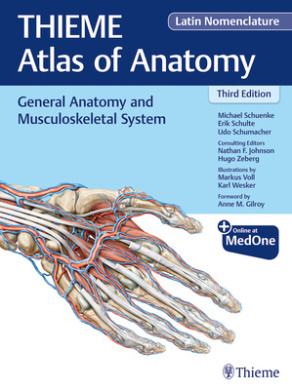 Latin Nomenclature
THIEME
Atlas of Anatomy
Third Edition
General Anatomy and
Musculoskeletal System
Michael Schuenke
Erik Schulte
Udo Schumacher
Consulting Editors
Nathan F. Johnson
Hugo Zeberg
Illustrations by
Markus Voll
Karl Wesker
Foreword by
Anne M. Gilroy
+ Online at
MedOne
Thieme